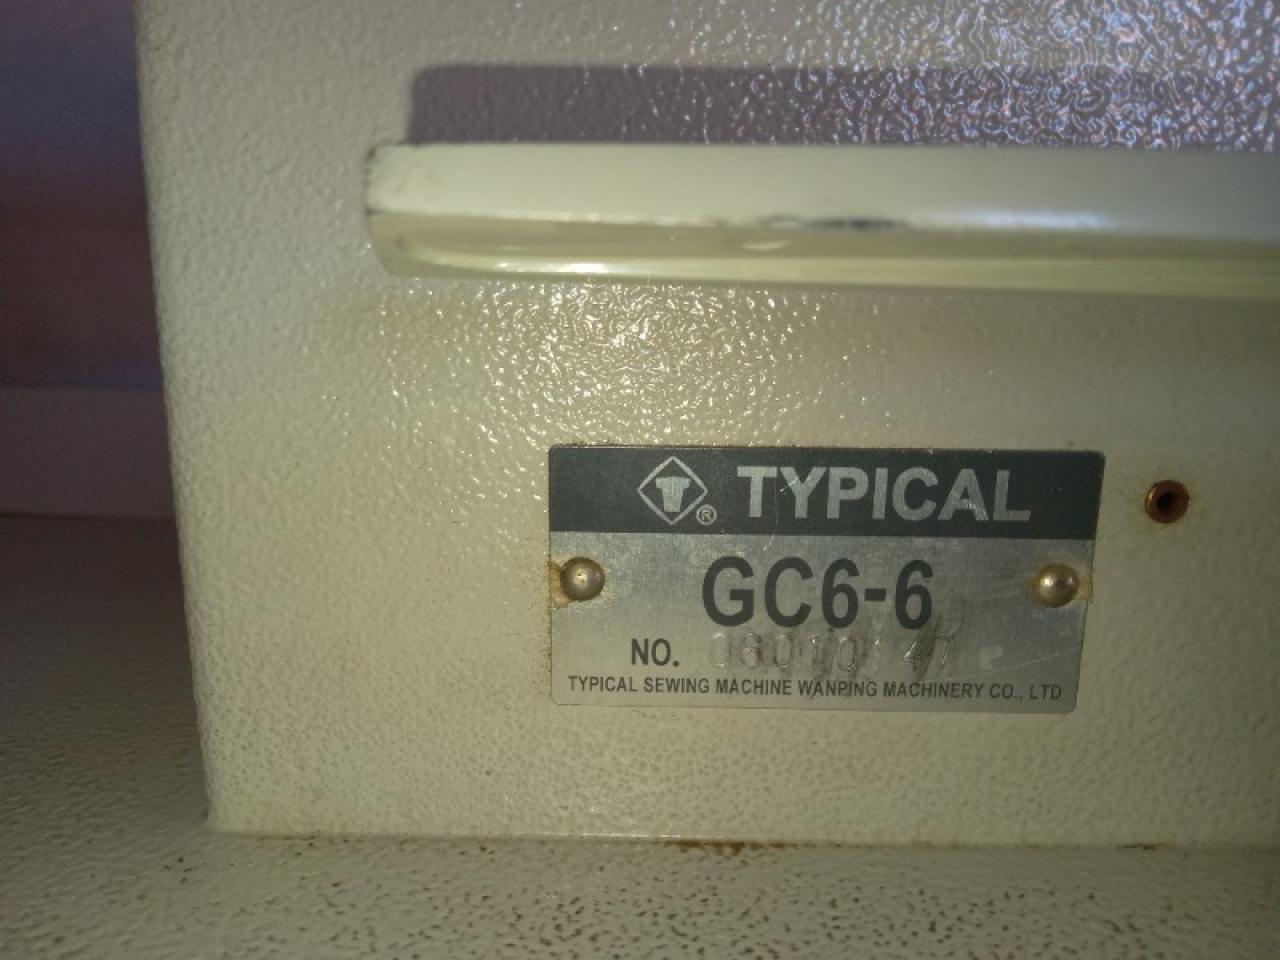 ® TYPICAL
GC6-6
NO.
TYPICAL SEWING MACHINE WANPING MACHINERY CO., LTD